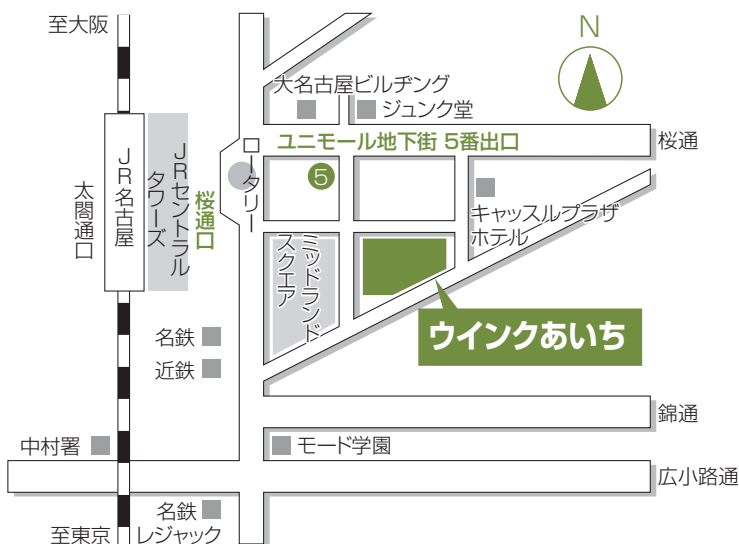 至大阪
N
大名古屋ビルヂング
ジュンク堂
ユニモール地下街 5番出口
桜通
5
ロータリー
JR名古屋
JRセントラル
タワーズ
桜通口
太閤通口
キャッスルプラザ
ホテル
ミッドランド
スクエア
ウインクあいち
名鉄
近鉄
錦通
中村署
モード学園
広小路通
名鉄
レジャック
至東京